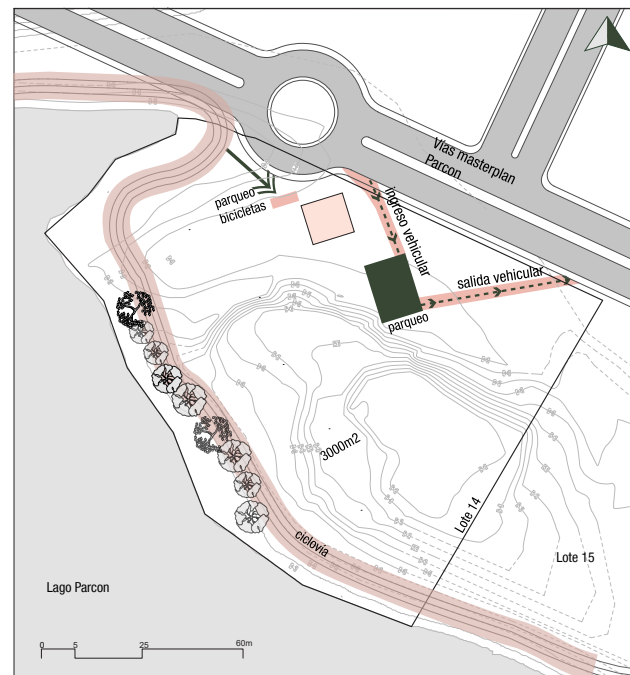 Vías masterplan
Parcon
parqueo
bicicletas
ingreso vehicular
salida vehicular
parqueo
3000m2
Lote 14
Lote 15
ciclovia
Lago Parcon
0 5 25 60m